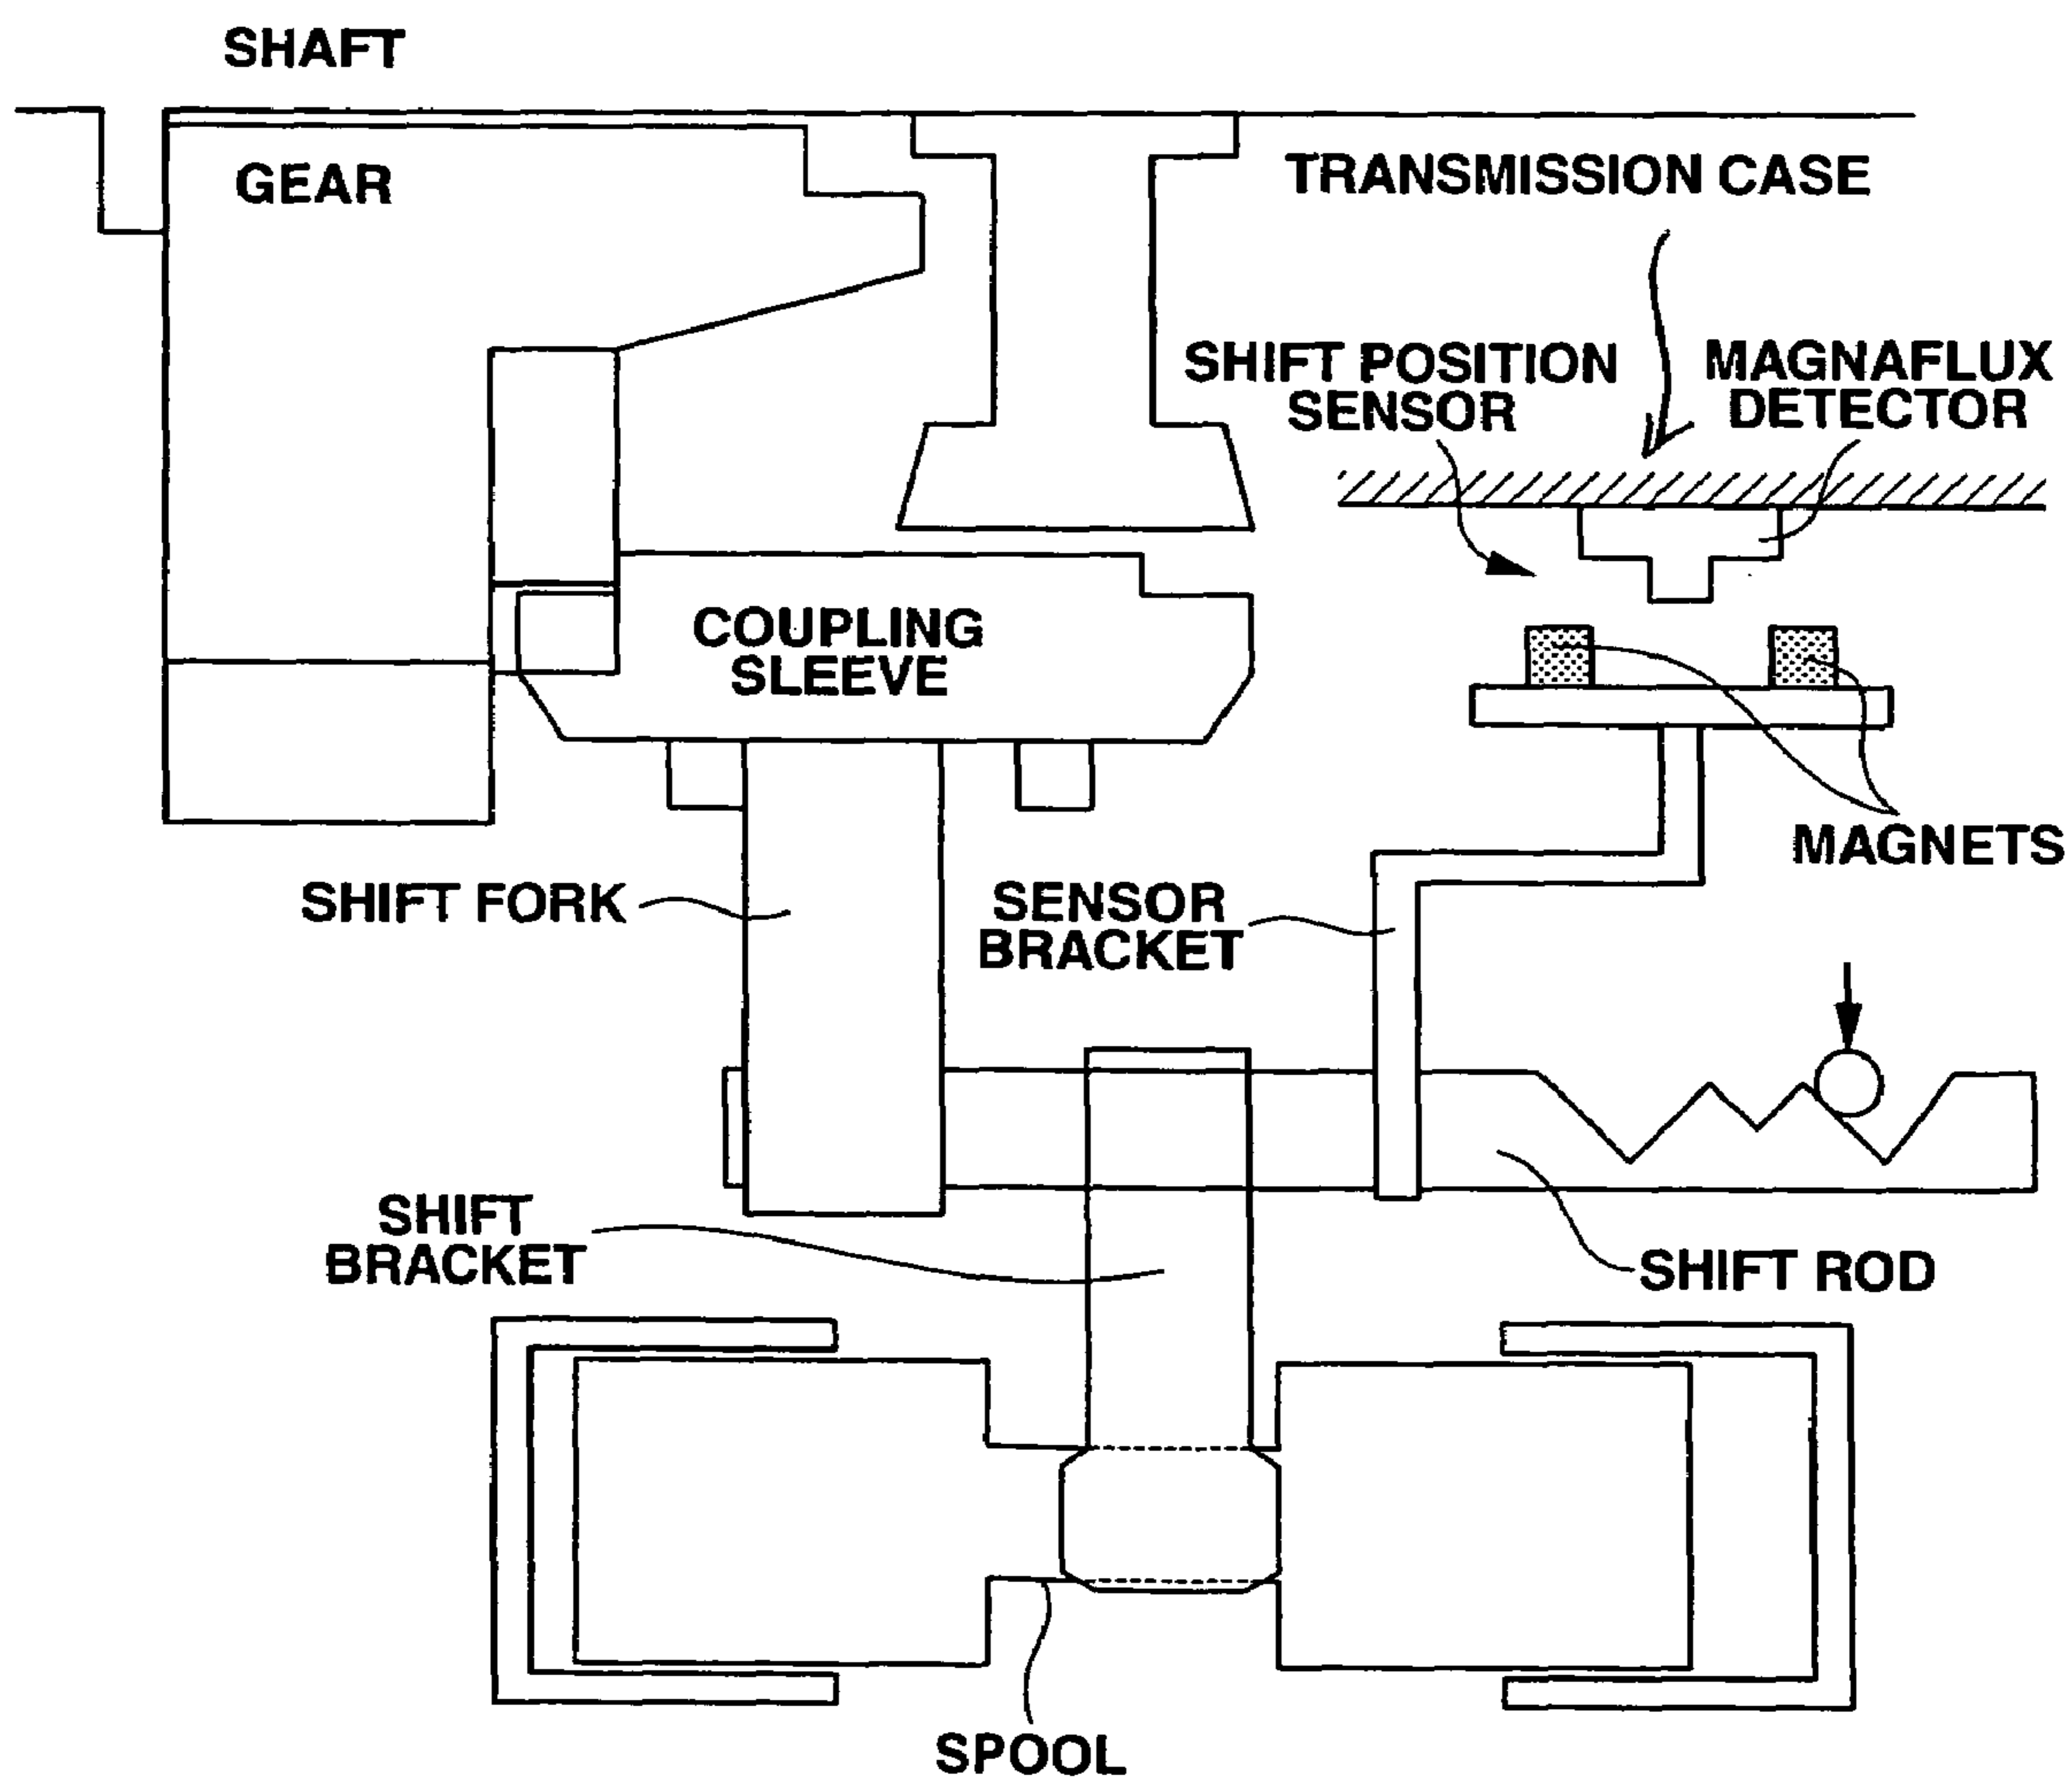 SHAFT
GEAR
TRANSMISSION CASE
SHIFT POSITION
SENSOR
MAGNAFLUX
DETECTOR
COUPLING
SLEEVE
MAGNETS
SHIFT FORK
SENSOR
BRACKET
SHIFT
BRACKET
SHIFT ROD
SPOOL